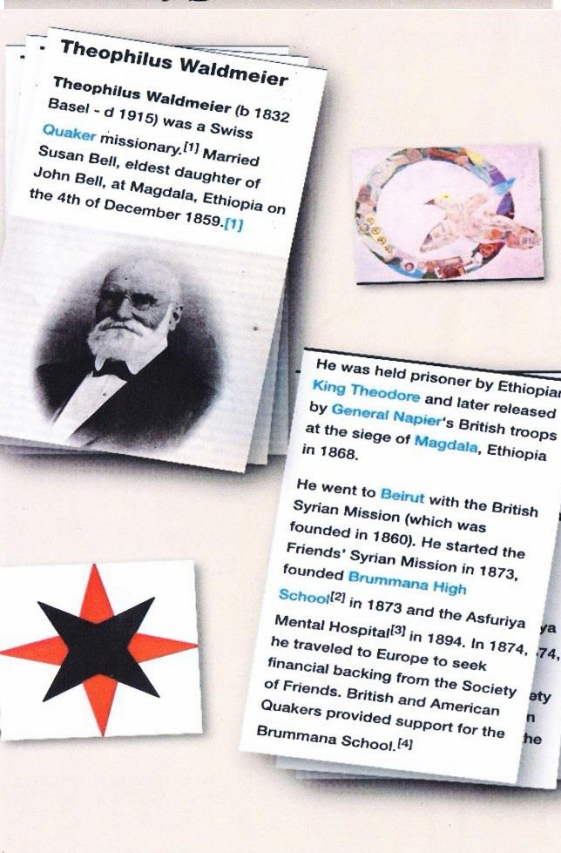 Theophilus Waldmeier
Theophilus Waldmeier (b 1832
Basel - d 1915) was a Swiss
Quaker missionary.[1] Married
Susan Bell, eldest daughter of
John Bell, at Magdala, Ethiopia on
the 4th of December 1859.[1]
He was held prisoner by Ethiopian
King Theodore and later released
by General Napier's British troops
at the siege of Magdala, Ethiopia
in 1868.
He went to Beirut with the British
Syrian Mission (which was
founded in 1860). He started the
Friends' Syrian Mission in 1873,
founded Brummana High
School[2] in 1873 and the Asfuriya
Mental Hospital[3] in 1894. In 1874,
he traveled to Europe to seek
financial backing from the Society
of Friends. British and American
Quakers provided support for the
Brummana School.[4]
ya
74,
ety
n
he